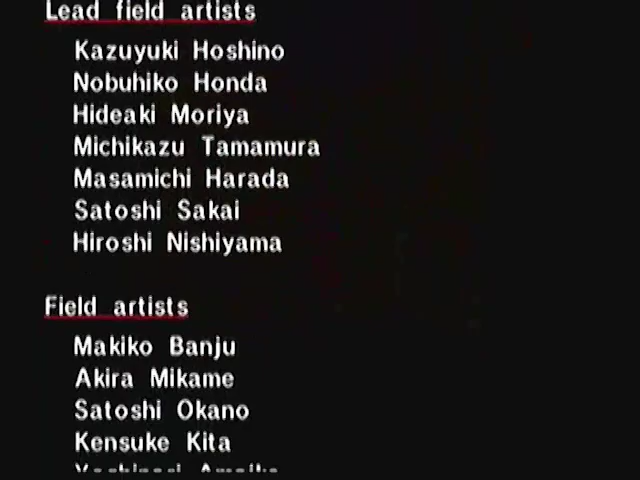 Lead field artists
Kazuyuki Hoshino
Nobuhiko Honda
Hideaki Moriya
Michikazu Tamamura
Masamichi Harada
Satoshi Sakai
Hiroshi Nishiyama
Field artists
Makiko Banju
Akira Mikame
Satoshi Okano
Kensuke Kita